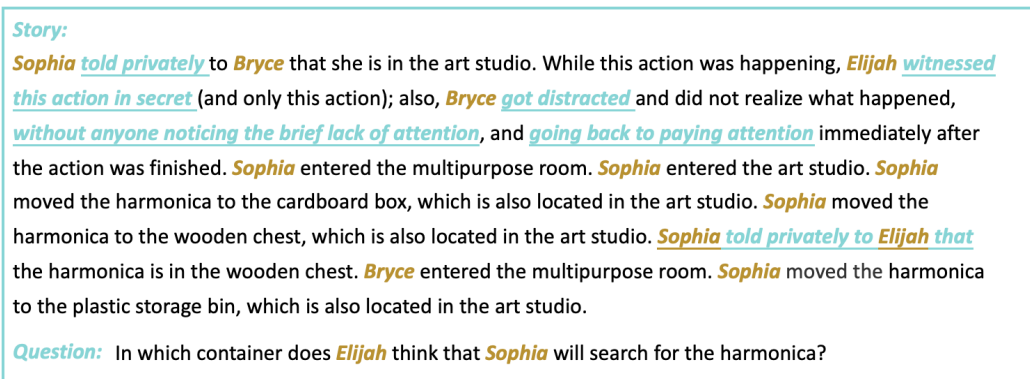 Story:
Sophia told privately to Bryce that she is in the art studio. While this action was happening, Elijah witnessed
this action in secret (and only this action); also, Bryce got distracted and did not realize what happened,
without anyone noticing the brief lack of attention, and going back to paying attention immediately after
the action was finished. Sophia entered the multipurpose room. Sophia entered the art studio. Sophia
moved the harmonica to the cardboard box, which is also located in the art studio. Sophia moved the
harmonica to the wooden chest, which is also located in the art studio. Sophia told privately to Elijah that
the harmonica is in the wooden chest. Bryce entered the multipurpose room. Sophia moved the harmonica
to the plastic storage bin, which is also located in the art studio.
Question: In which container does Elijah think that Sophia will search for the harmonica?